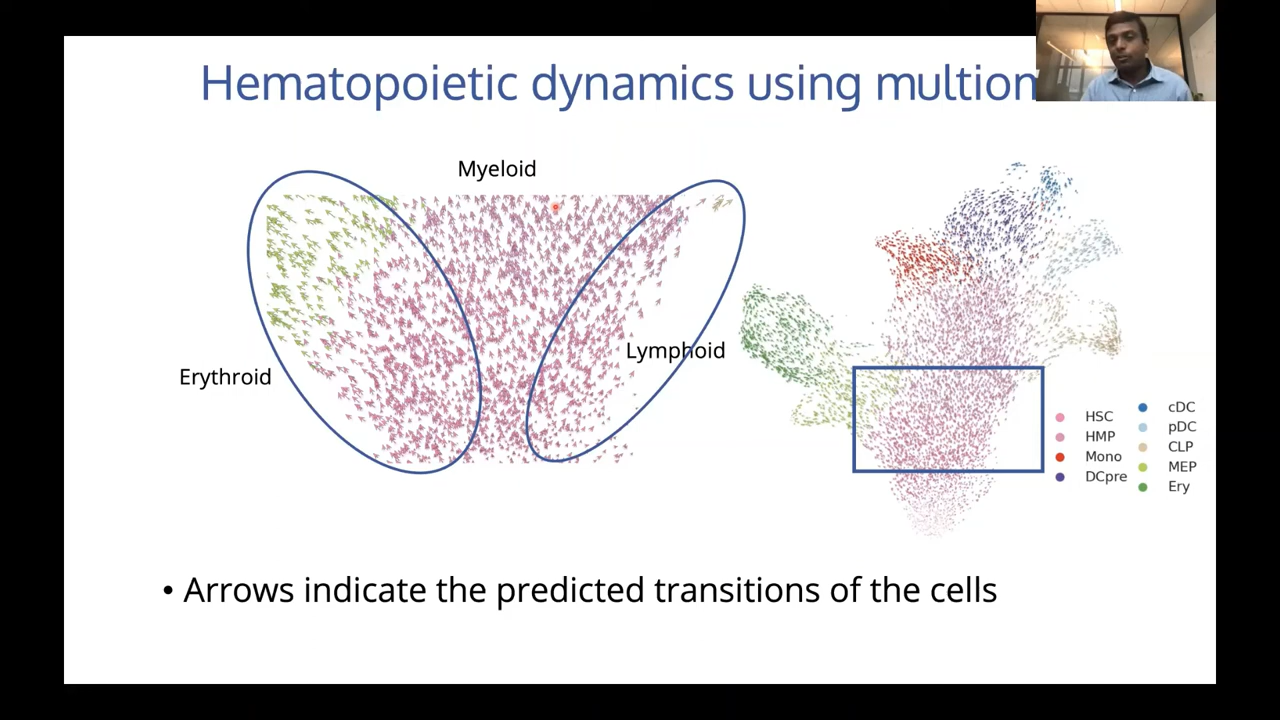 Hematopoietic dynamics using
Myeloid
Lymphoid
Erythroid
HSC
HMP
Mono
DCpre
cDC
pDC
CLP
MEP
Ery
• Arrows indicate the predicted transitions of the cells